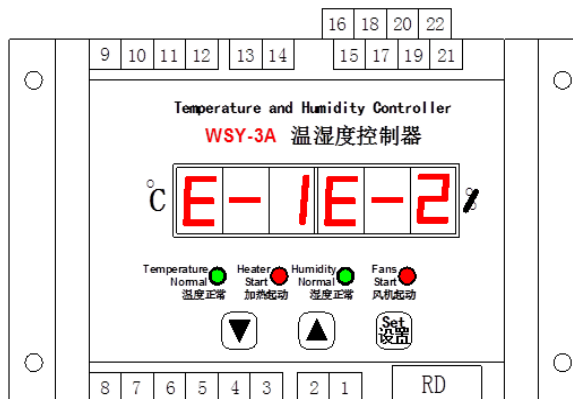 16 18 20 22
9 10 11 12 13 14 15 17 19 21
Temperature and Humidity Controller
WSY-3A 温湿度控制器
°C E-1E-2 %
Temperature Normal 温度正常
Heater Start 加热起动
Humidity Normal 湿度正常
Fans Start 风机起动
▼ ▲ Set 设置
8 7 6 5 4 3 2 1 RD